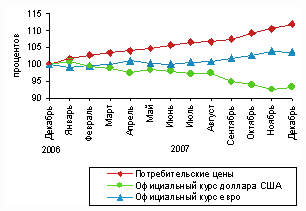 процентов
115
110
105
100
95
90
Декабрь
Январь
Февраль
Март
Апрель
Май
Июнь
Июль
Август
Сентябрь
Октябрь
Ноябрь
Декабрь
2006
2007
Потребительские цены
Официальный курс доллара США
Официальный курс евро